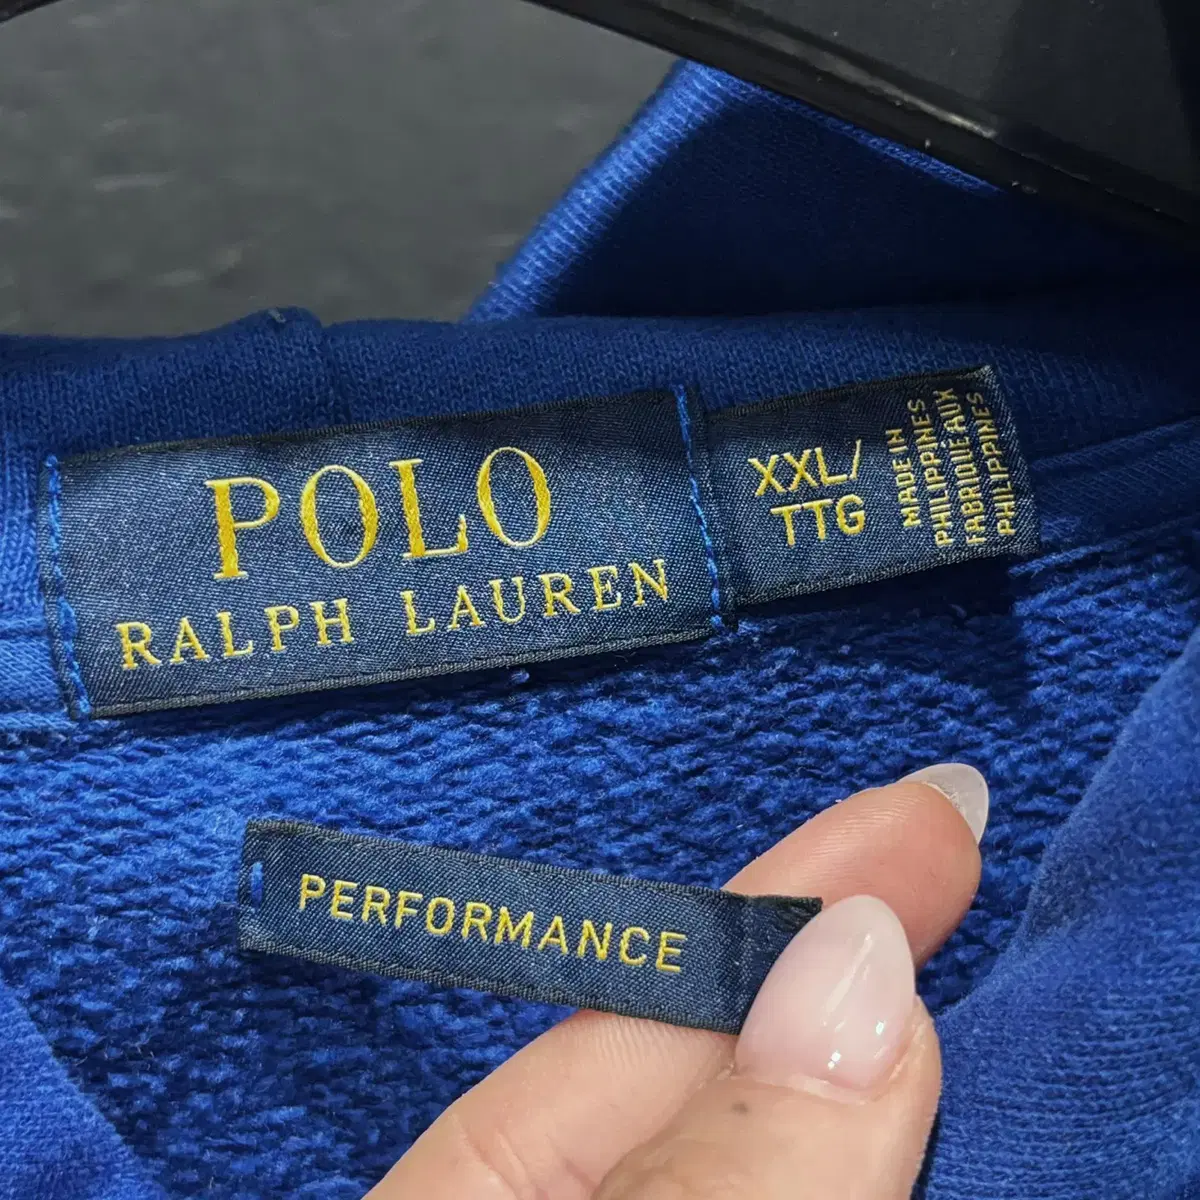 POLO
RALPH LAUREN
XXL/
TTG
MADE IN
PHILIPPINES
FABRIQUÉ AUX
PHILIPPINES
PERFORMANCE